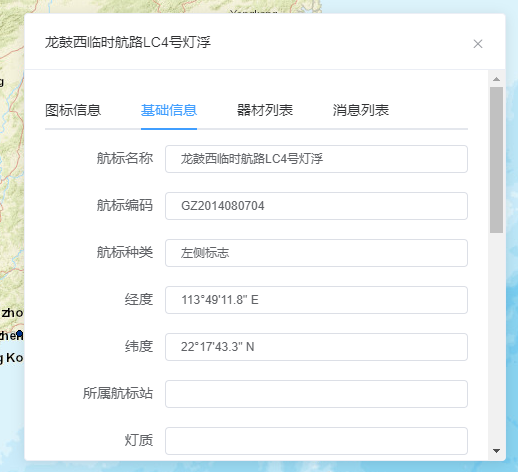 龙鼓西临时航路LC4号灯浮
×
图标信息 基础信息 器材列表 消息列表
航标名称 龙鼓西临时航路LC4号灯浮
航标编码 GZ2014080704
航标种类 左侧标志
经度 113°49'11.8" E
纬度 22°17'43.3" N
zho
zhen
g Ko
所属航标站
灯质